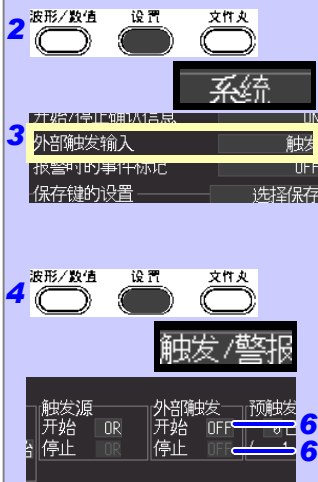 2 波形/数值 设置 文件夹
系统
开始/停止确认信息 ON
3 外部触发输入 触发
报警时的事件标记 OFF
保存键的设置 选择保存
4 波形/数值 设置 文件夹
触发/警报
触发源 外部触发 预触发
开始 OR 开始 OFF 6
停止 OR 停止 OFF 6